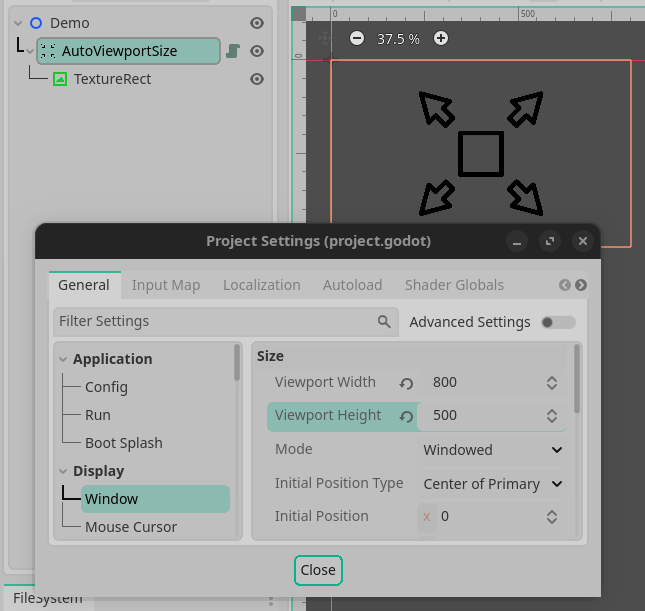 Demo
AutoViewportSize
TextureRect
0
500
37.5 %
0
Project Settings (project.godot)
General
Input Map
Localization
Autoload
Shader Globals
Filter Settings
Advanced Settings
Application
Config
Run
Boot Splash
Display
Window
Mouse Cursor
Size
Viewport Width
800
Viewport Height
500
Mode
Windowed
Initial Position Type
Center of Primary
Initial Position
x 0
Close
FileSystem